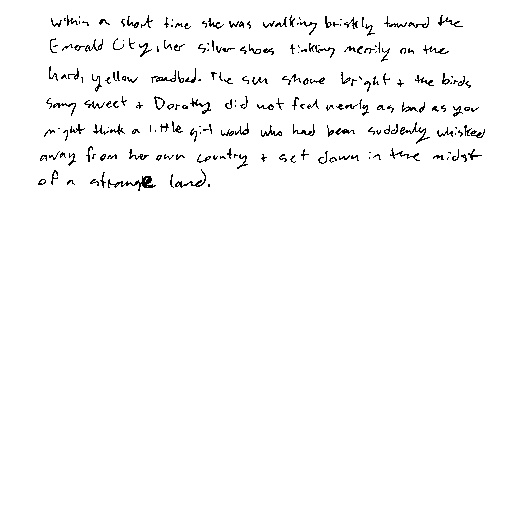 within a short time she was walking briskly toward the
Emerald City, her silver shoes tinkling merrily on the
hard, yellow roadbed. The sun shone bright + the birds
song sweet + Dorothy did not feel nearly as bad as you
might think a little girl would who had been suddenly whisked
away from her own country + set down in the midst
of a strange land.